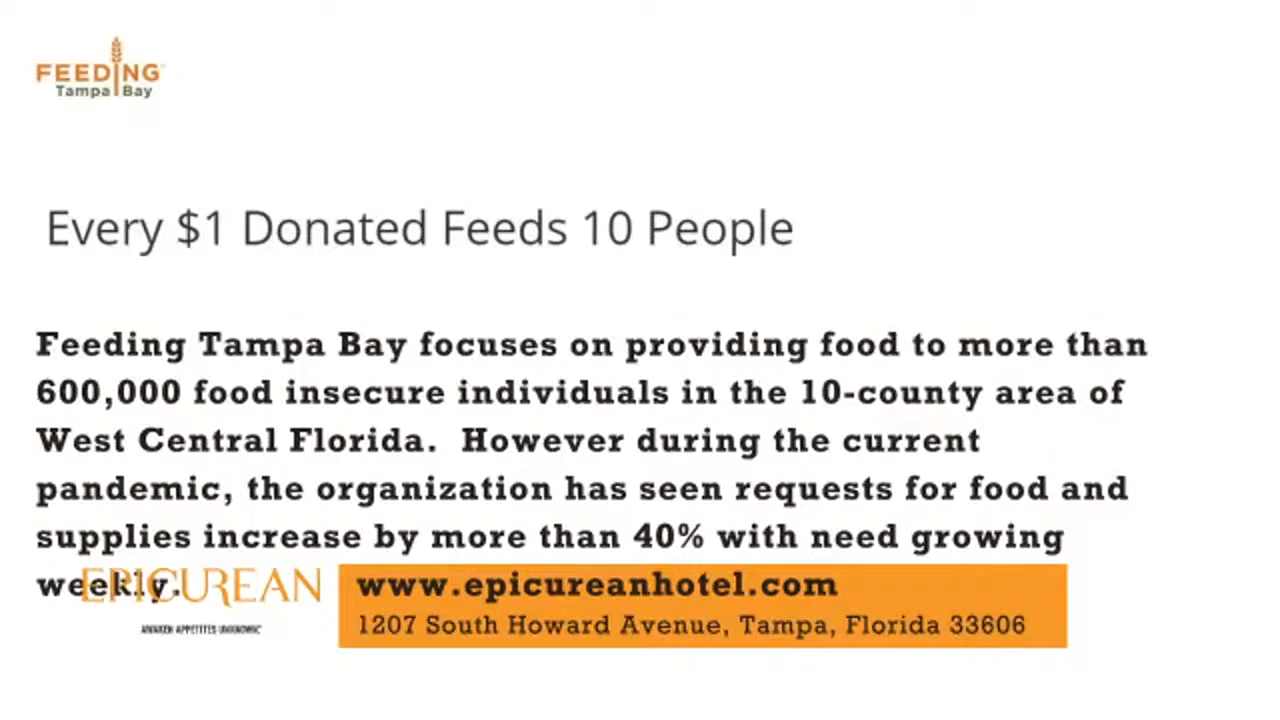 FEEDING
Tampa Bay
Every $1 Donated Feeds 10 People
Feeding Tampa Bay focuses on providing food to more than
600,000 food insecure individuals in the 10-county area of
West Central Florida.  However during the current
pandemic, the organization has seen requests for food and
supplies increase by more than 40% with need growing
weekly.
EPICUREAN
AWAKEN APPETITES UNKNOWN
www.epicureanhotel.com
1207 South Howard Avenue, Tampa, Florida 33606